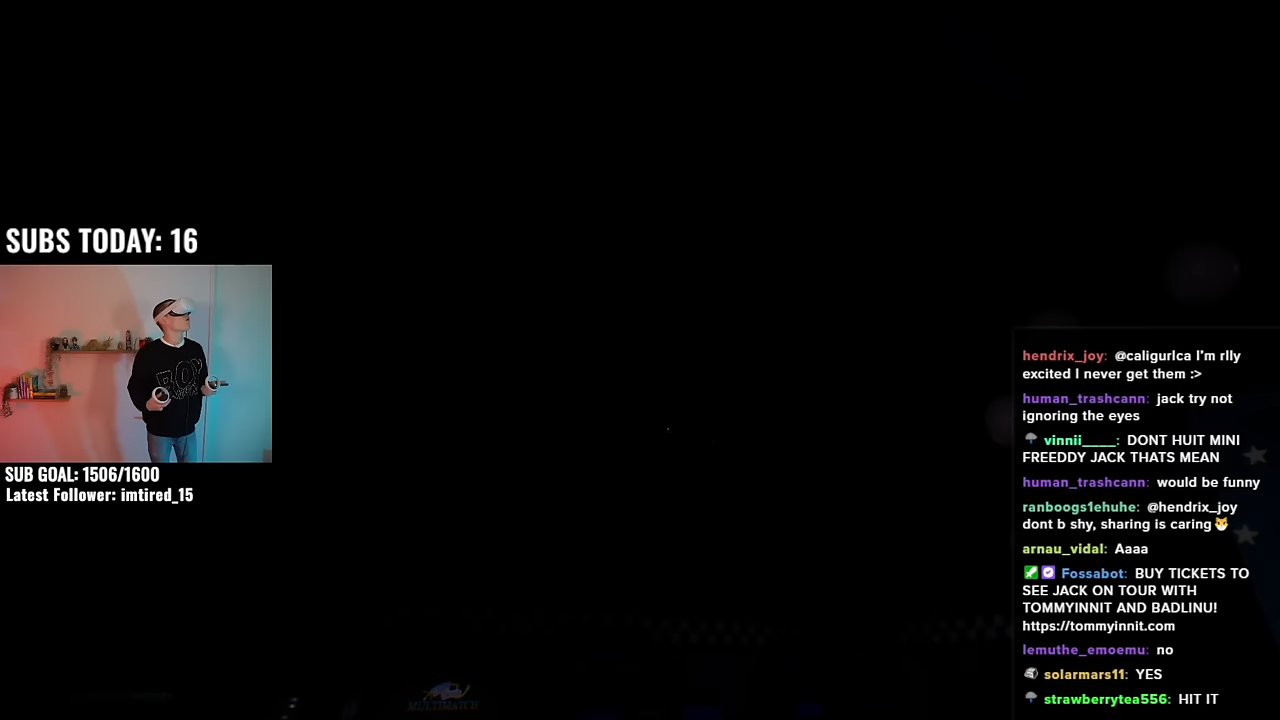 SUBS TODAY: 16
SUB GOAL: 1506/1600
Latest Follower: imtired_15
hendrix_joy: @caligurlca I'm rlly
excited I never get them :>
human_trashcann: jack try not
ignoring the eyes
vinnii____: DONT HUIT MINI
FREEDDY JACK THATS MEAN
human_trashcann: would be funny
ranboogs1ehuhe: @hendrix_joy
dont b shy, sharing is caring
arnau_vidal: Aaaa
Fossabot: BUY TICKETS TO
SEE JACK ON TOUR WITH
TOMMYINNIT AND BADLINU!
https://tommyinnit.com
lemuthe_emoemu: no
solarmars11: YES
strawberrytea556: HIT IT
MULTIMATCH